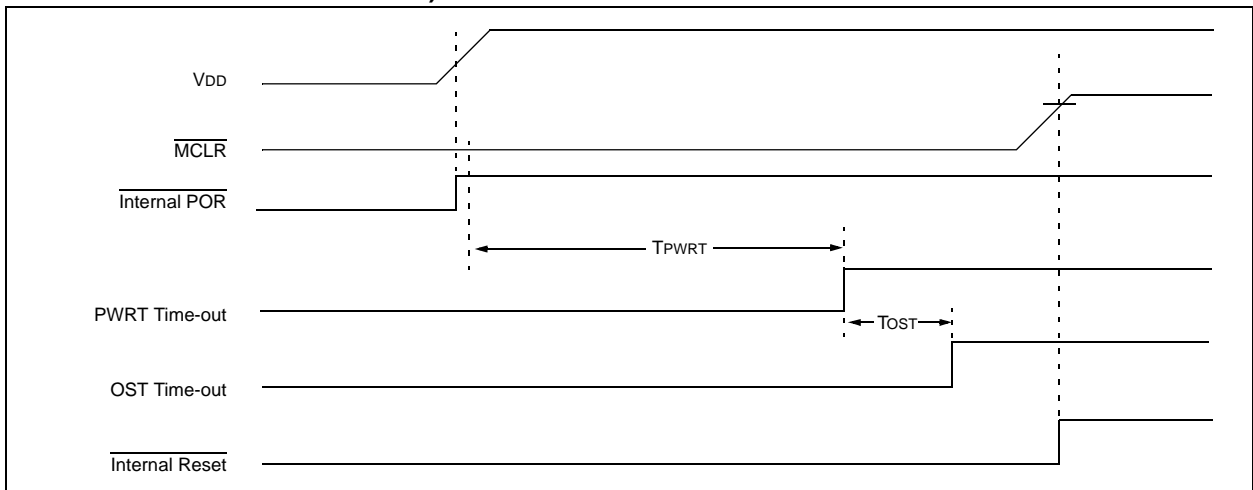 VDD
MCLR
Internal POR
TPWRT
PWRT Time-out
TOST
OST Time-out
Internal Reset